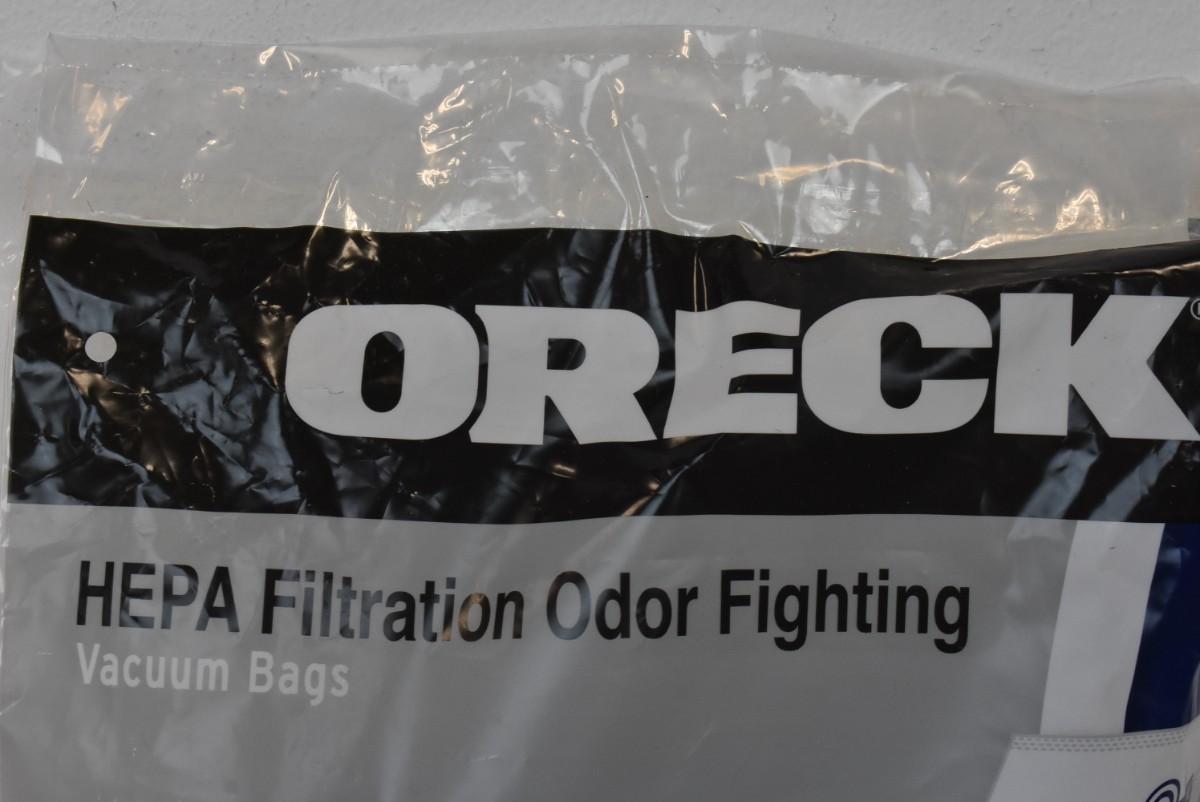 ORECK®
HEPA Filtration Odor Fighting
Vacuum Bags